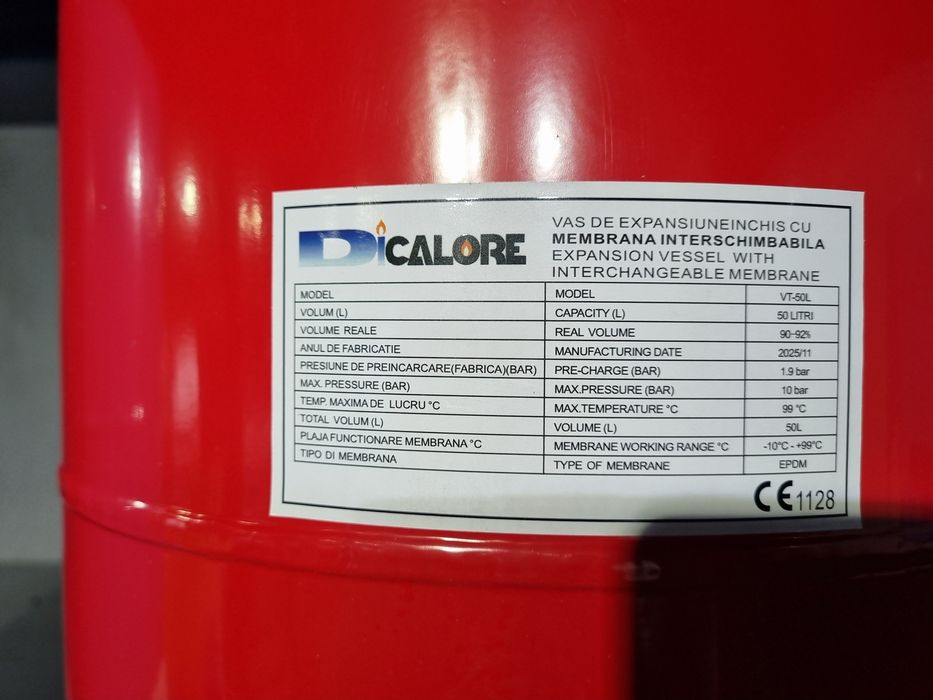 DiCALORE
VAS DE EXPANSIUNEINCHIS CU
MEMBRANA INTERSCHIMBABILA
EXPANSION VESSEL WITH
INTERCHANGEABLE MEMBRANE
MODEL MODEL VT-50L
VOLUM (L) CAPACITY (L) 50 LITRI
VOLUME REALE REAL VOLUME 90-92%
ANUL DE FABRICATIE MANUFACTURING DATE 2025/11
PRESIUNE DE PREINCARCARE(FABRICA)(BAR) PRE-CHARGE (BAR) 1.9 bar
MAX. PRESSURE (BAR) MAX.PRESSURE (BAR) 10 bar
TEMP. MAXIMA DE LUCRU °C MAX.TEMPERATURE °C 99 °C
TOTAL VOLUM (L) VOLUME (L) 50L
PLAJA FUNCTIONARE MEMBRANA °C MEMBRANE WORKING RANGE °C -10°C - +99°C
TIPO DI MEMBRANA TYPE OF MEMBRANE EPDM
CE 1128